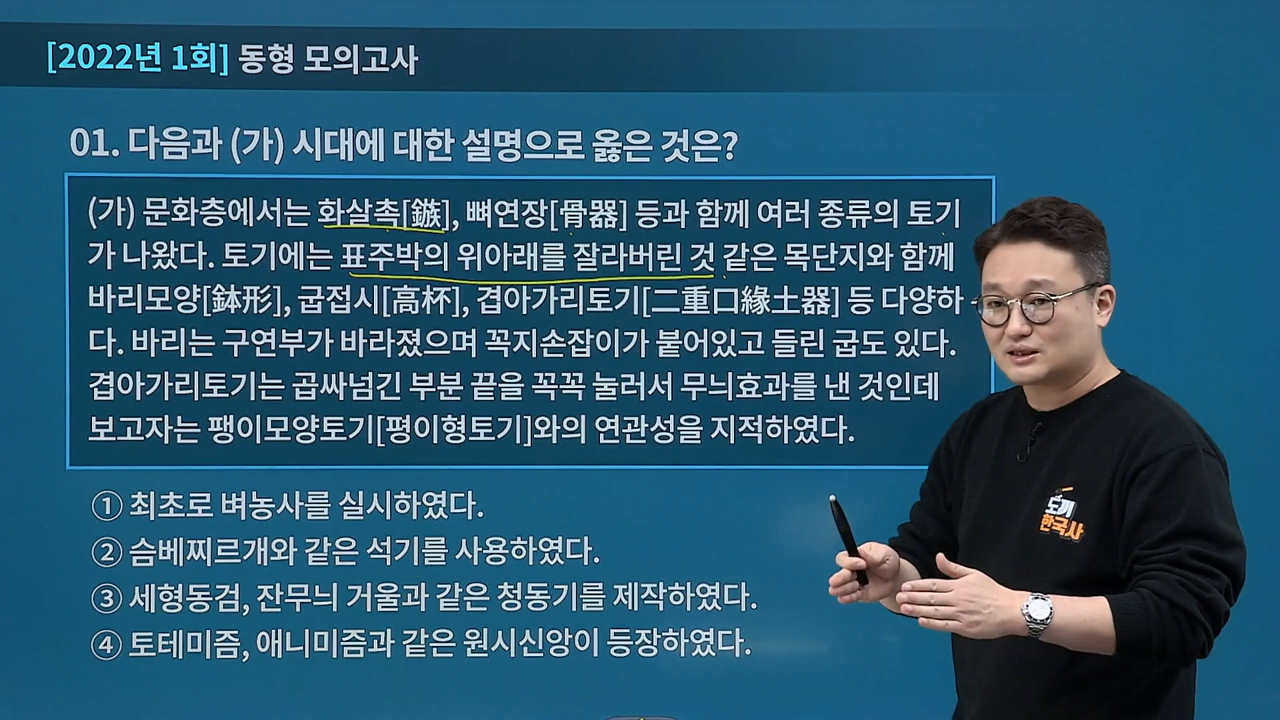 [2022년 1회] 동형 모의고사
01. 다음과 (가) 시대에 대한 설명으로 옳은 것은?
(가) 문화층에서는 화살촉[鏃], 뼈연장[骨器] 등과 함께 여러 종류의 토기
가 나왔다. 토기에는 표주박의 위아래를 잘라버린 것 같은 목단지와 함께
바리모양[鉢形], 굽접시[高杯], 겹아가리토기[二重口緣土器] 등 다양하
다. 바리는 구연부가 바라졌으며 꼭지손잡이가 붙어있고 들린 굽도 있다.
겹아가리토기는 곱싸넘긴 부분 끝을 꼭꼭 눌러서 무늬효과를 낸 것인데
보고자는 팽이모양토기[평이형토기]와의 연관성을 지적하였다.
① 최초로 벼농사를 실시하였다.
② 슴베찌르개와 같은 석기를 사용하였다.
③ 세형동검, 잔무늬 거울과 같은 청동기를 제작하였다.
④ 토테미즘, 애니미즘과 같은 원시신앙이 등장하였다.
도끼
한국사